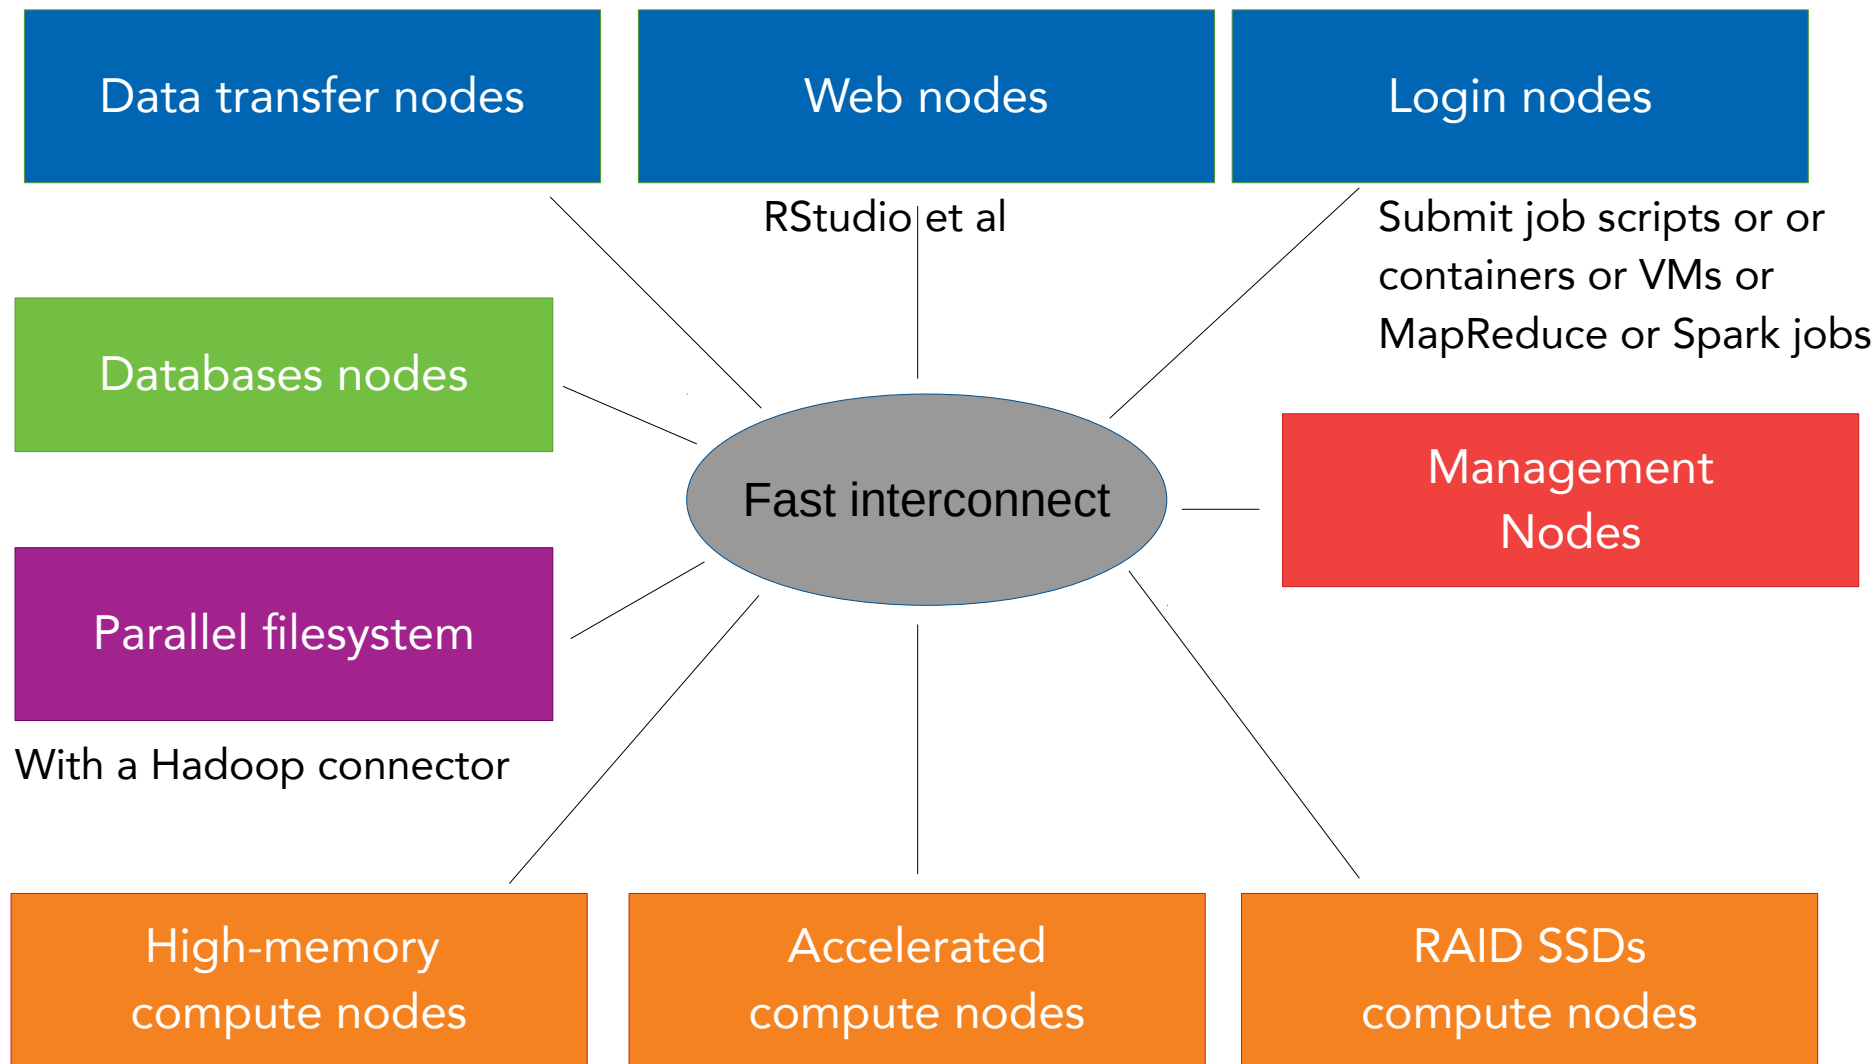 Data transfer nodes
Web nodes
Login nodes
RStudio et al
Submit job scripts or or
containers or VMs or
MapReduce or Spark jobs
Databases nodes
Fast interconnect
Management
Nodes
Parallel filesystem
With a Hadoop connector
High-memory
compute nodes
Accelerated
compute nodes
RAID SSDs
compute nodes